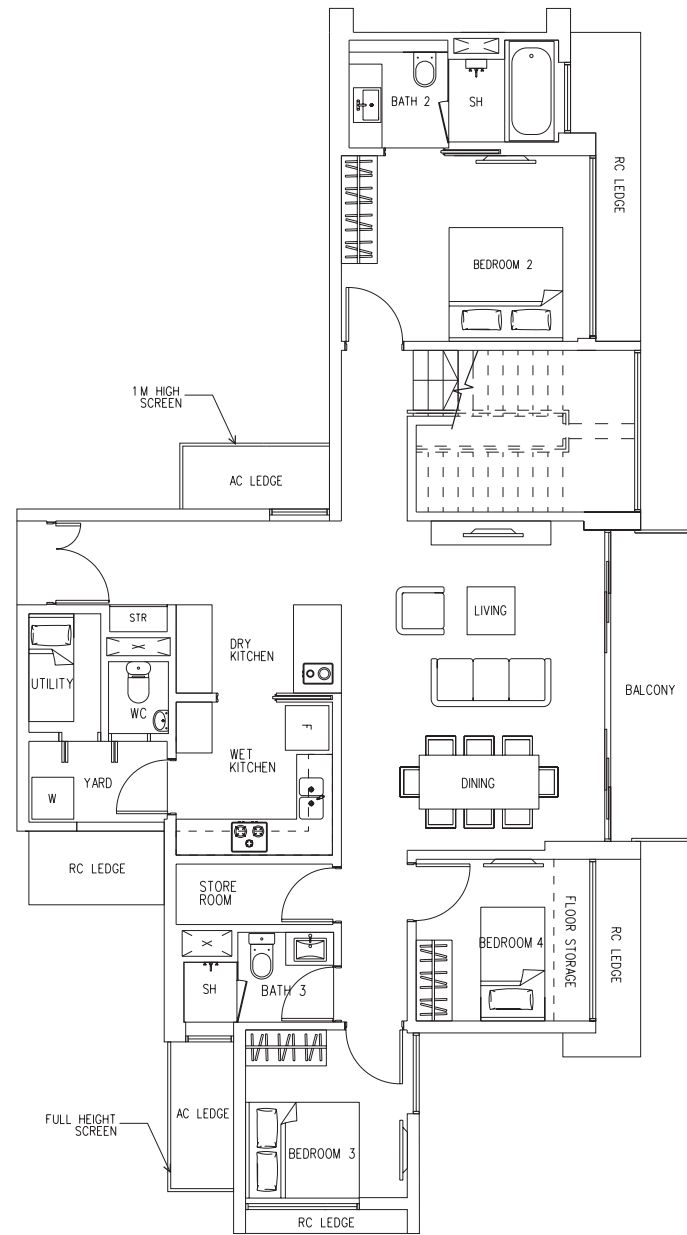 BATH 2
SH
RC LEDGE
BEDROOM 2
1 M HIGH
SCREEN
AC LEDGE
STR
DRY
KITCHEN
LIVING
UTILITY
WC
BALCONY
F
WET
KITCHEN
YARD
W
DINING
RC LEDGE
STORE
ROOM
FLOOR STORAGE
BEDROOM 4
RC LEDGE
SH
BATH 3
AC LEDGE
FULL HEIGHT
SCREEN
BEDROOM 3
RC LEDGE